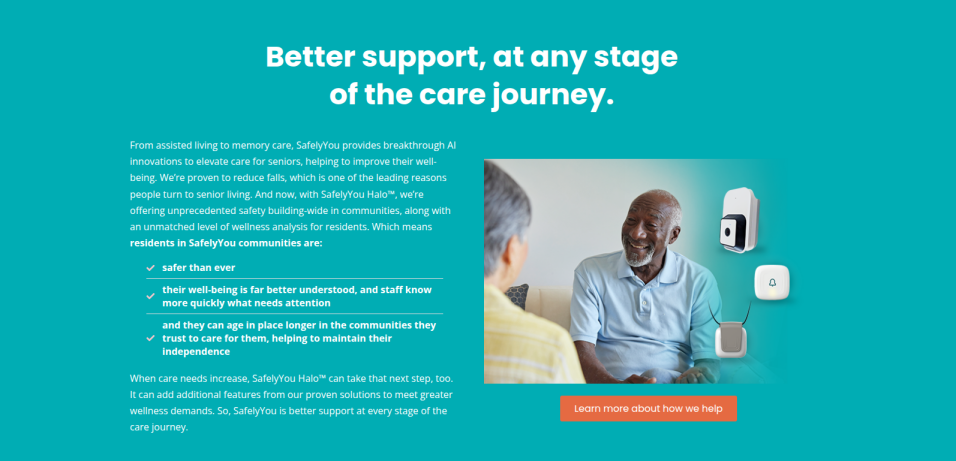 Better support, at any stage
of the care journey.
From assisted living to memory care, SafelyYou provides breakthrough AI
innovations to elevate care for seniors, helping to improve their well-
being. We’re proven to reduce falls, which is one of the leading reasons
people turn to senior living. And now, with SafelyYou Halo™, we’re
offering unprecedented safety building-wide in communities, along with
an unmatched level of wellness analysis for residents. Which means
residents in SafelyYou communities are:
safer than ever
their well-being is far better understood, and staff know
more quickly what needs attention
and they can age in place longer in the communities they
trust to care for them, helping to maintain their
independence
When care needs increase, SafelyYou Halo™ can take that next step, too.
It can add additional features from our proven solutions to meet greater
wellness demands. So, SafelyYou is better support at every stage of the
care journey.
Learn more about how we help